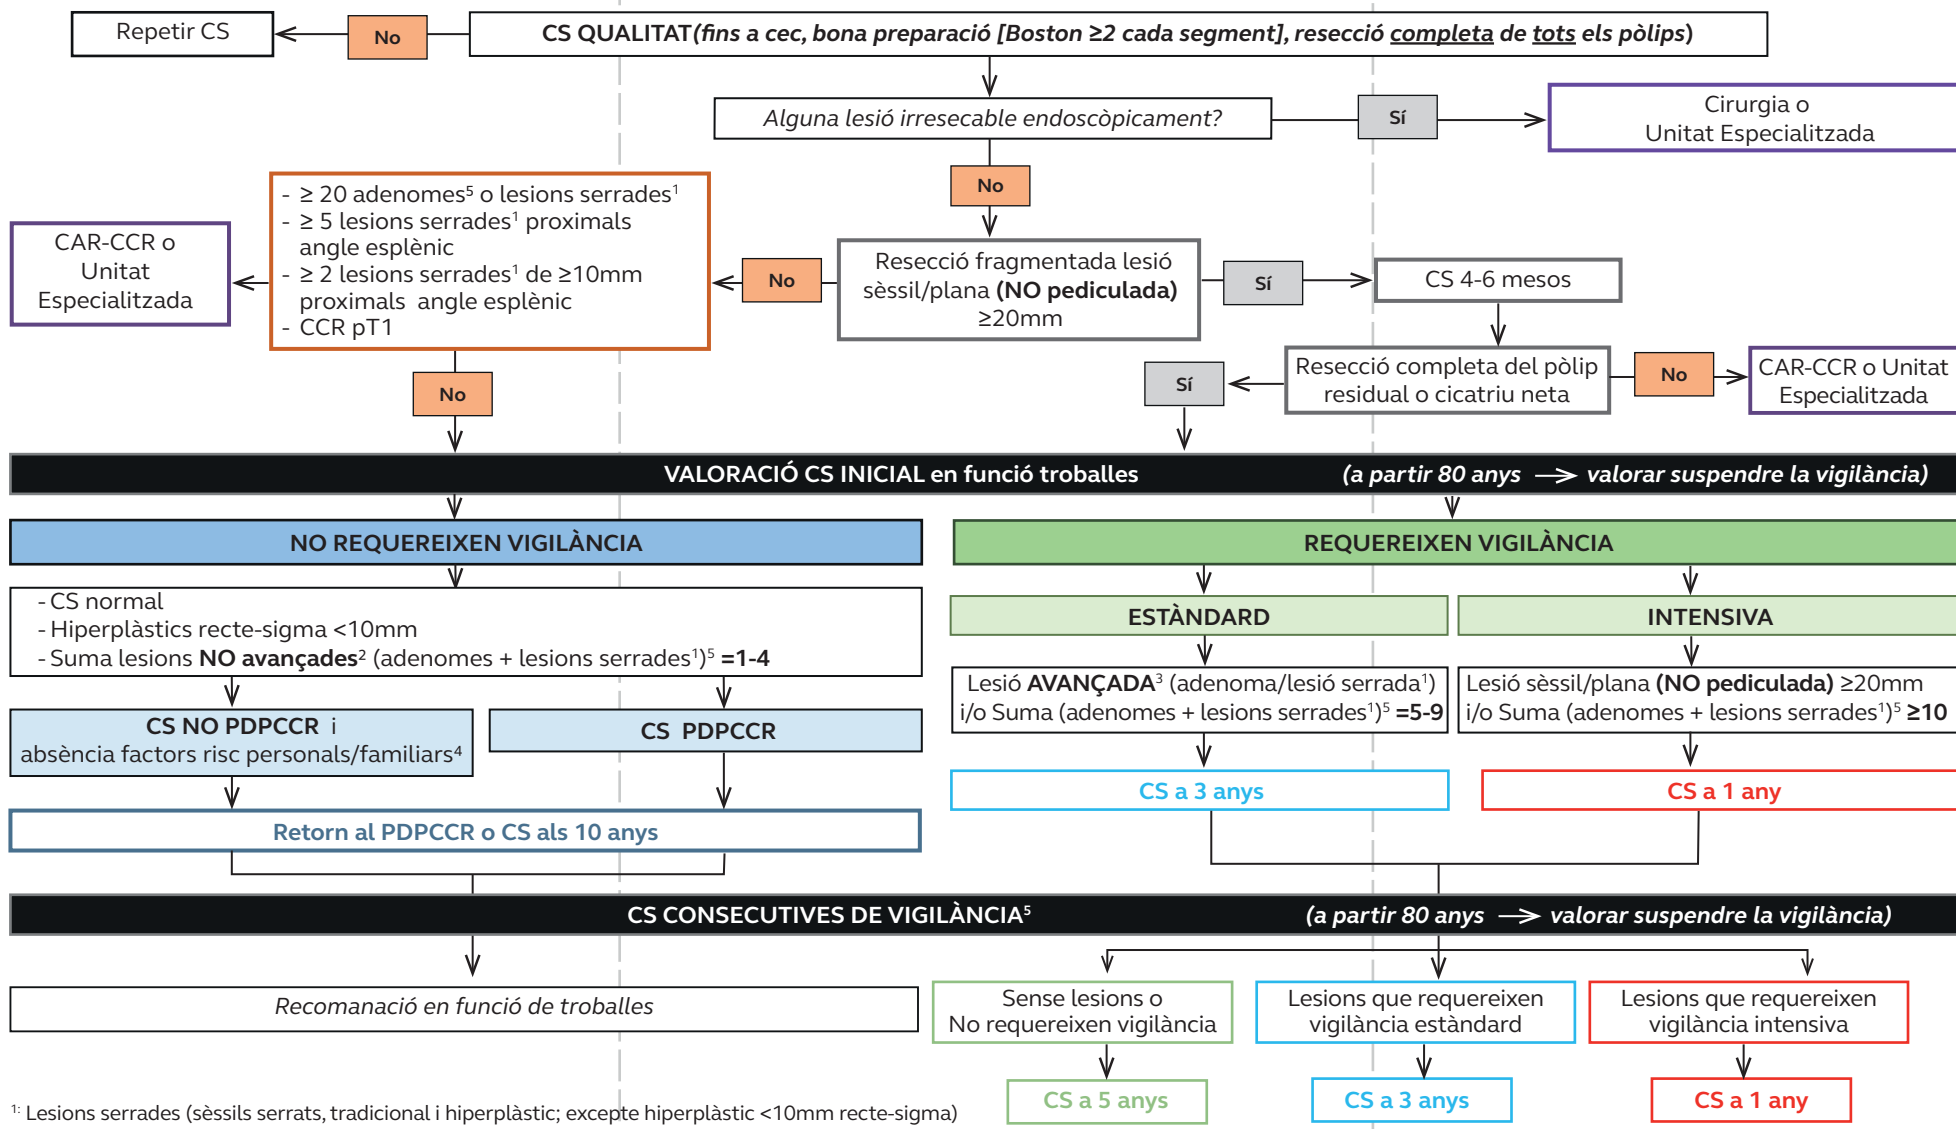 Repetir CS
No
CS QUALITAT(fins a cec, bona preparació [Boston ≥2 cada segment], resecció completa de tots els pòlips)
Alguna lesió irresecable endoscòpicament?
Sí
Cirurgia o
Unitat Especialitzada
No
- ≥ 20 adenomes⁵ o lesions serrades¹
- ≥ 5 lesions serrades¹ proximals
angle esplènic
- ≥ 2 lesions serrades¹ de ≥10mm
proximals angle esplènic
- CCR pT1
CAR-CCR o
Unitat
Especialitzada
No
Resecció fragmentada lesió
sèssil/plana (NO pediculada)
≥20mm
Sí
CS 4-6 mesos
No
Sí
Resecció completa del pòlip
residual o cicatriu neta
No
CAR-CCR o Unitat
Especialitzada
VALORACIÓ CS INICIAL en funció troballes (a partir 80 anys → valorar suspendre la vigilància)
NO REQUEREIXEN VIGILÀNCIA
REQUEREIXEN VIGILÀNCIA
- CS normal
- Hiperplàstics recte-sigma <10mm
- Suma lesions NO avançades² (adenomes + lesions serrades¹)⁵ =1-4
ESTÀNDARD
INTENSIVA
CS NO PDPCCR i
absència factors risc personals/familiars⁴
CS PDPCCR
Lesió AVANÇADA³ (adenoma/lesió serrada¹)
i/o Suma (adenomes + lesions serrades¹)⁵ =5-9
Lesió sèssil/plana (NO pediculada) ≥20mm
i/o Suma (adenomes + lesions serrades¹)⁵ ≥10
CS a 3 anys
CS a 1 any
Retorn al PDPCCR o CS als 10 anys
CS CONSECUTIVES DE VIGILÀNCIA⁵ (a partir 80 anys → valorar suspendre la vigilància)
Recomanació en funció de troballes
Sense lesions o
No requereixen vigilància
Lesions que requereixen
vigilància estàndard
Lesions que requereixen
vigilància intensiva
CS a 5 anys
CS a 3 anys
CS a 1 any
¹: Lesions serrades (sèssils serrats, tradicional i hiperplàstic; excepte hiperplàstic <10mm recte-sigma)